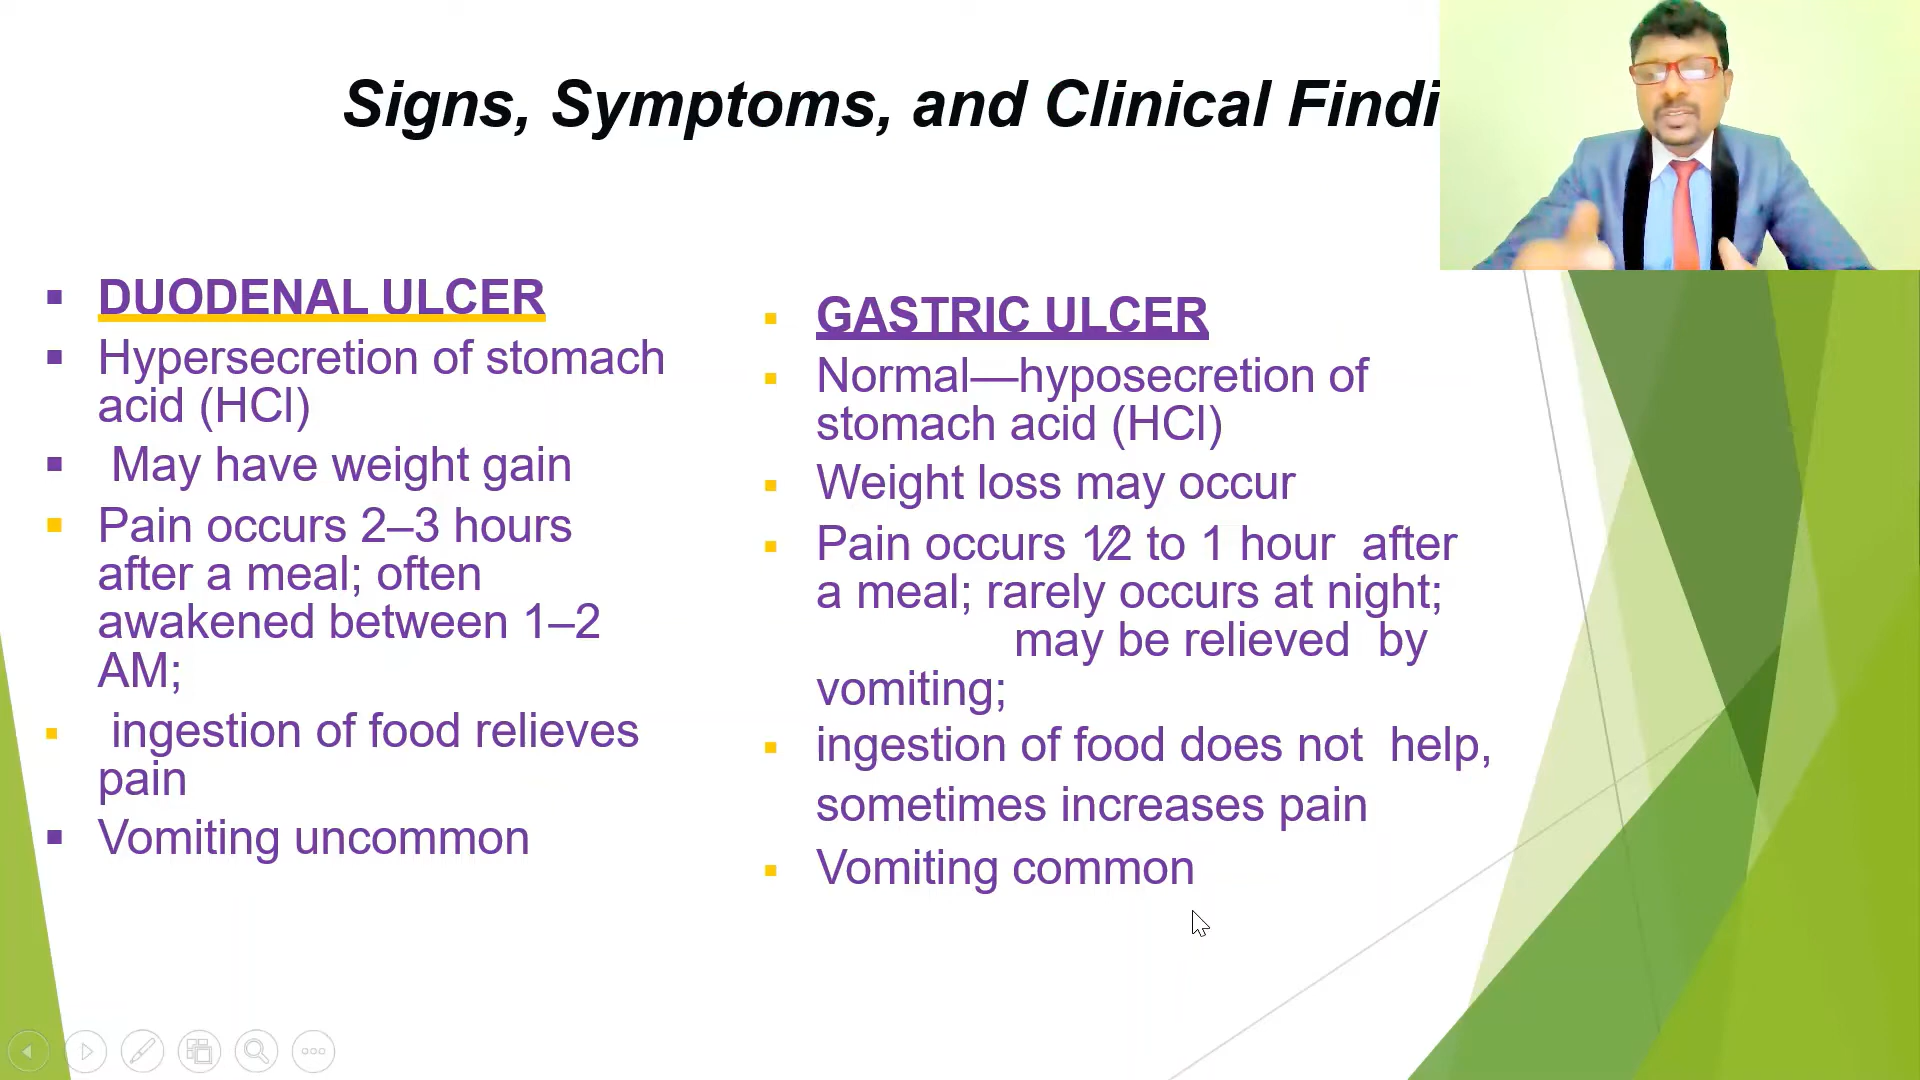 Signs, Symptoms, and Clinical Findi
DUODENAL ULCER
Hypersecretion of stomach
acid (HCl)
May have weight gain
Pain occurs 2–3 hours
after a meal; often
awakened between 1–2
AM;
ingestion of food relieves
pain
Vomiting uncommon
GASTRIC ULCER
Normal—hyposecretion of
stomach acid (HCl)
Weight loss may occur
Pain occurs 1⁄2 to 1 hour after
a meal; rarely occurs at night;
may be relieved by
vomiting;
ingestion of food does not help,
sometimes increases pain
Vomiting common